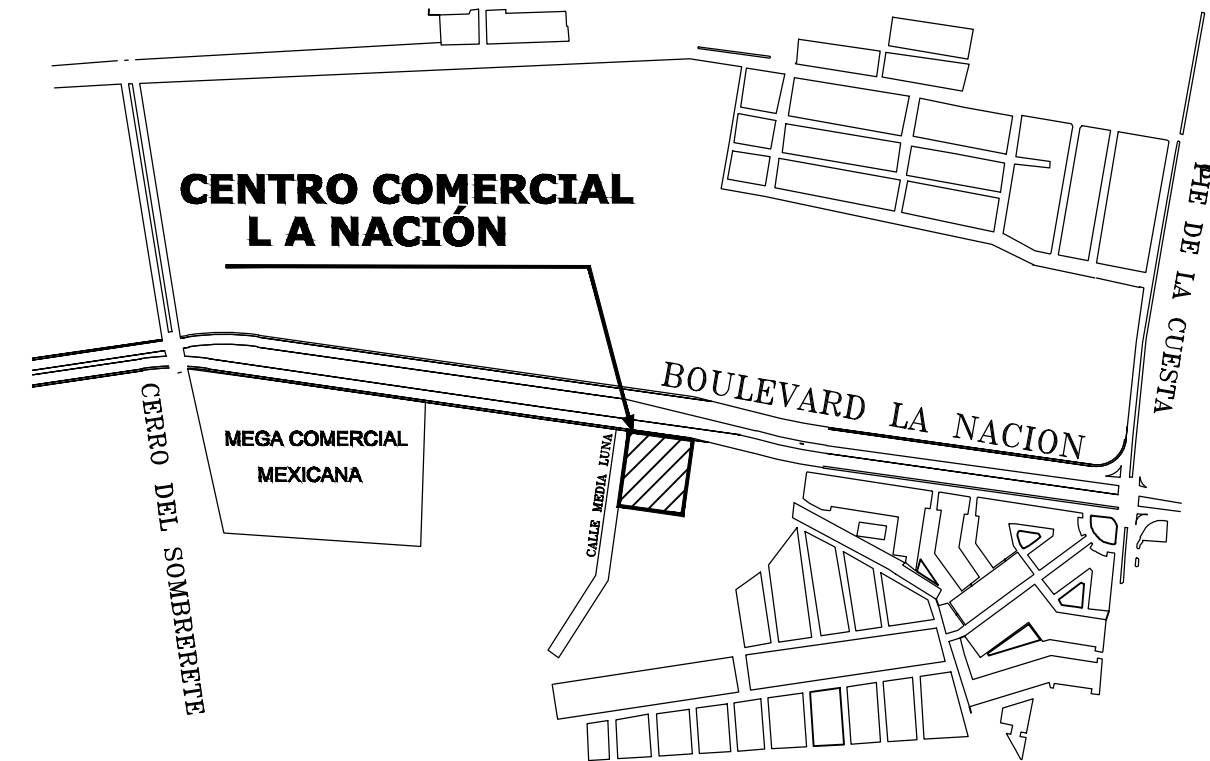 CENTRO COMERCIAL
L A NACIÓN
PIE DE LA CUESTA
BOULEVARD LA NACION
CERRO DEL SOMBRERETE
MEGA COMERCIAL
MEXICANA
CALLE MEDIA LUNA